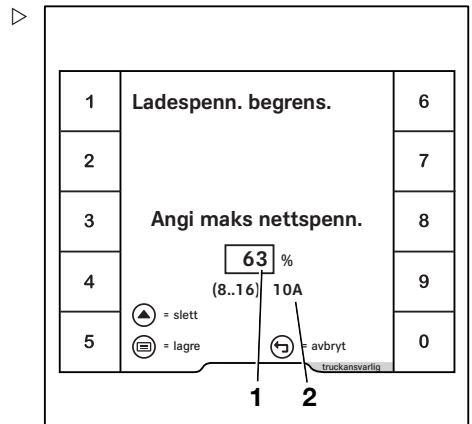 Ladespenn. begrens.
1
6
2
7
3
8
4
9
5
0
Angi maks nettspenn.
63 %
(8..16) 10A
= slett
= lagre
= avbryt
truckansvarlig
1 2